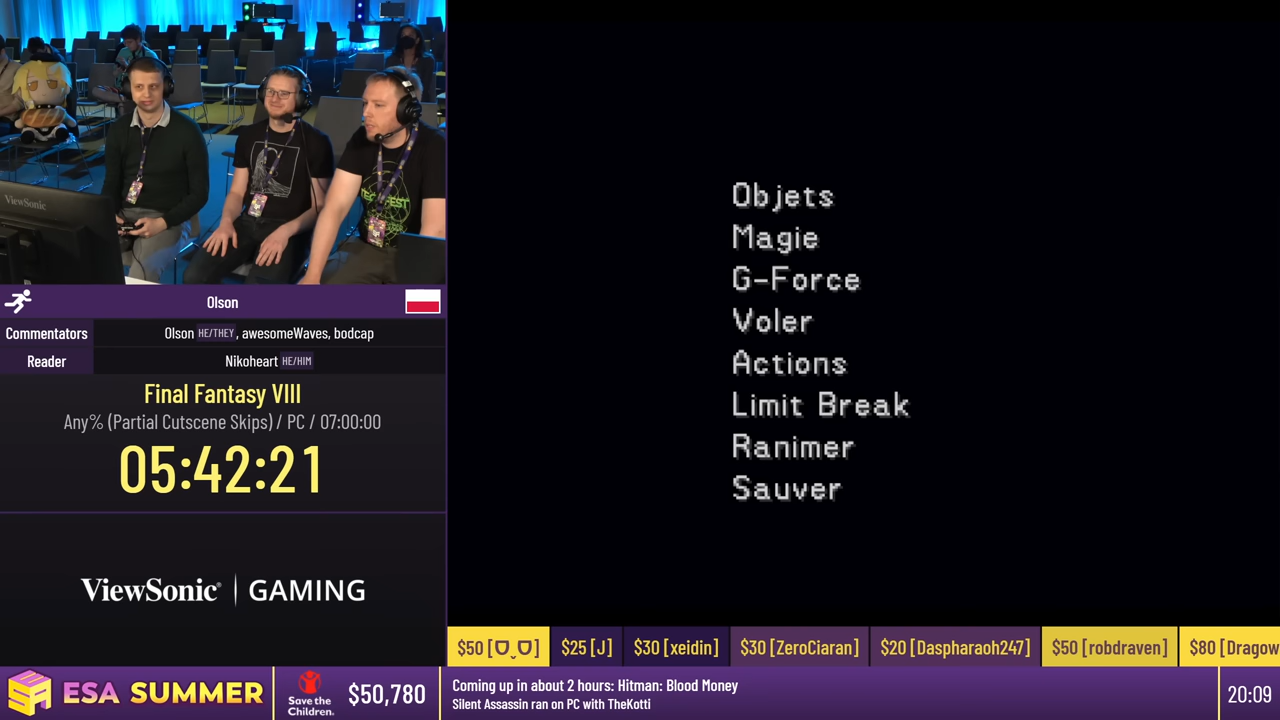 ViewSonic
Olson
Commentators
Olson HE/THEY, awesomeWaves, bodcap
Reader
Nikoheart HE/HIM
Final Fantasy VIII
Any% (Partial Cutscene Skips) / PC / 07:00:00
05:42:21
ViewSonic | GAMING
Objets
Magie
G-Force
Voler
Actions
Limit Break
Ranimer
Sauver
$25 [J]
$30 [xeidin]
$30 [ZeroCiaran]
$20 [Daspharaoh247]
$50 [robdraven]
$80 [Dragow
ESA SUMMER
Save the
Children.
$50,780
Coming up in about 2 hours: Hitman: Blood Money
Silent Assassin ran on PC with TheKotti
20:09